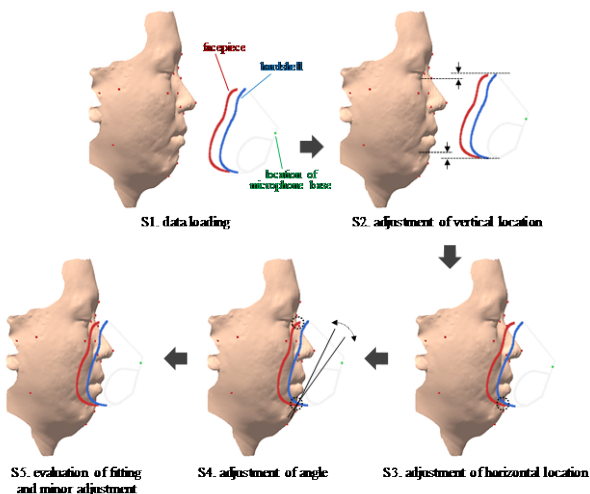 facepiece
hardshell
location of
microphone base
S1. data loading
S2. adjustment of vertical location
S5. evaluation of fitting
and minor adjustment
S4. adjustment of angle
S3. adjustment of horizontal location